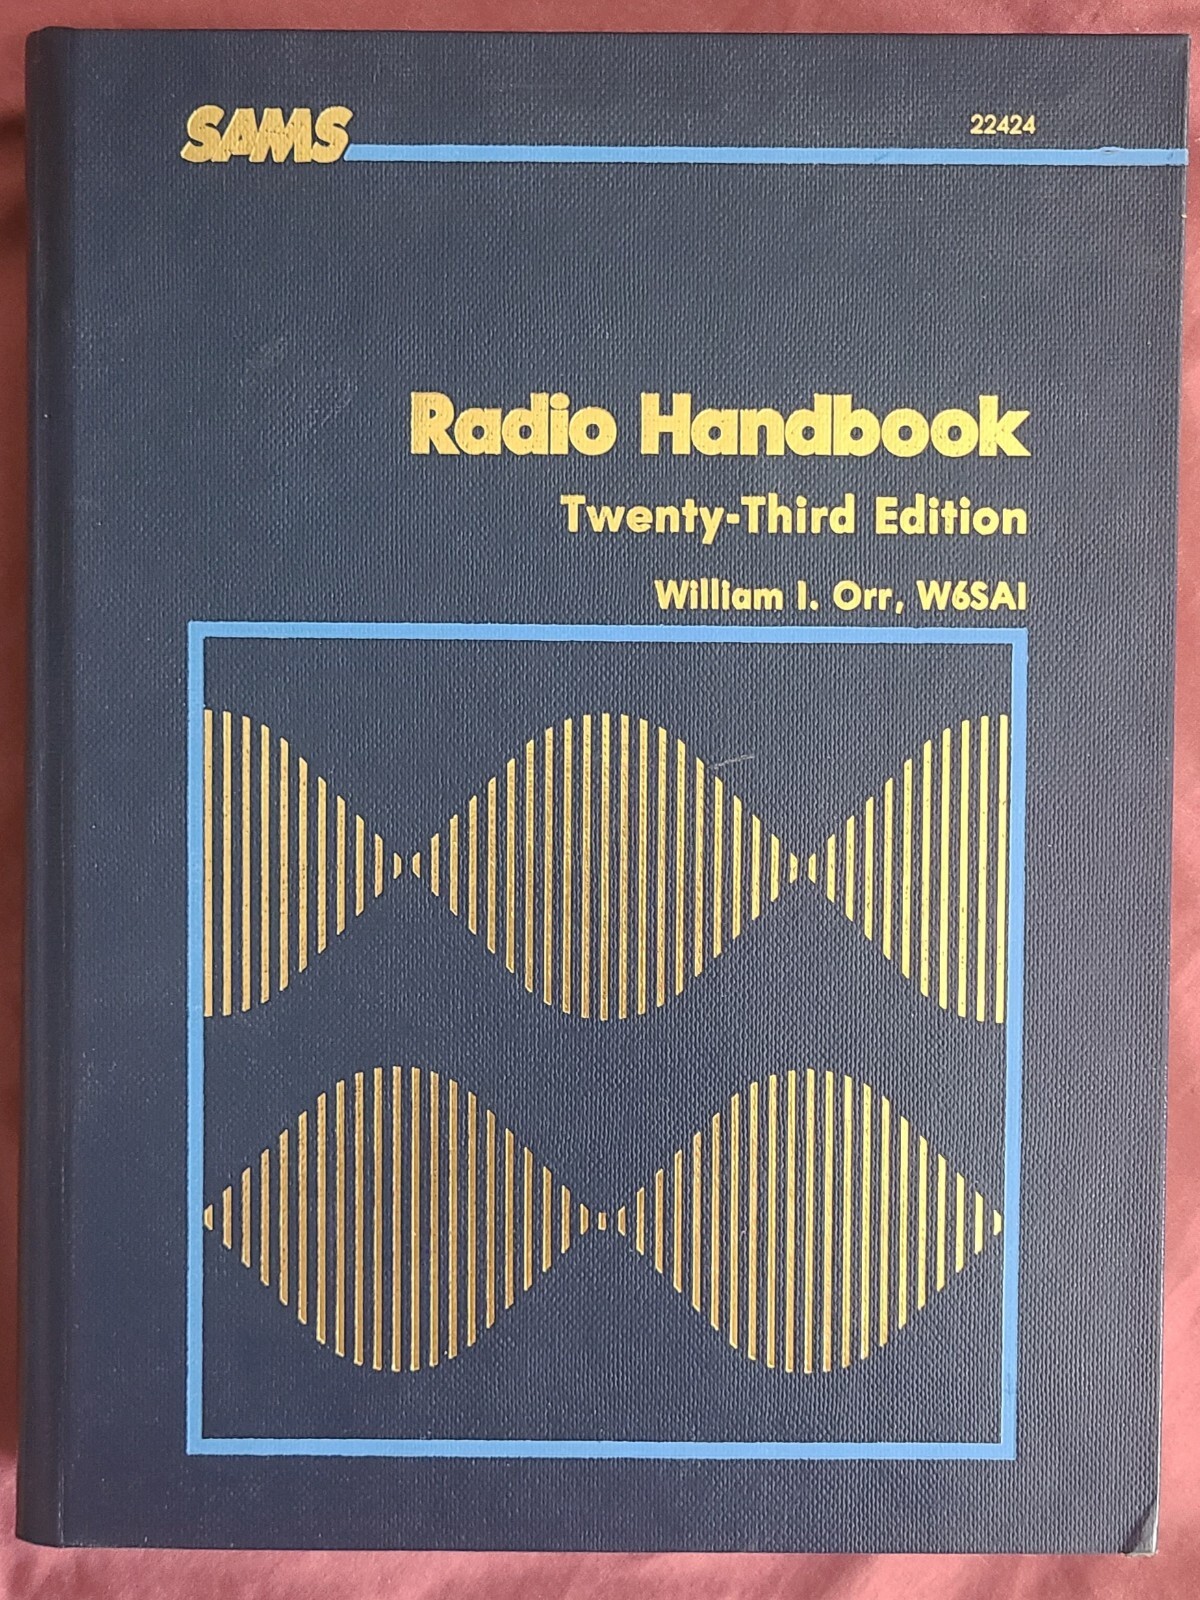 SAMS
22424
Radio Handbook
Twenty-Third Edition
William I. Orr, W6SAI